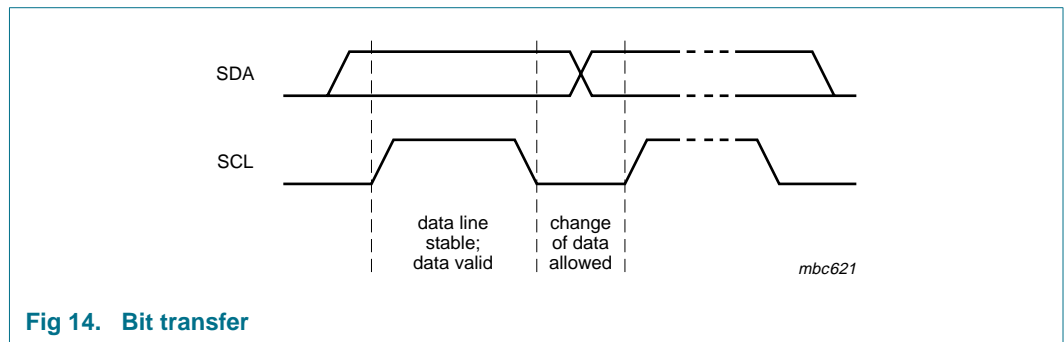 SDA
SCL
data line
stable;
data valid
change
of data
allowed
mbc621
Fig 14. Bit transfer